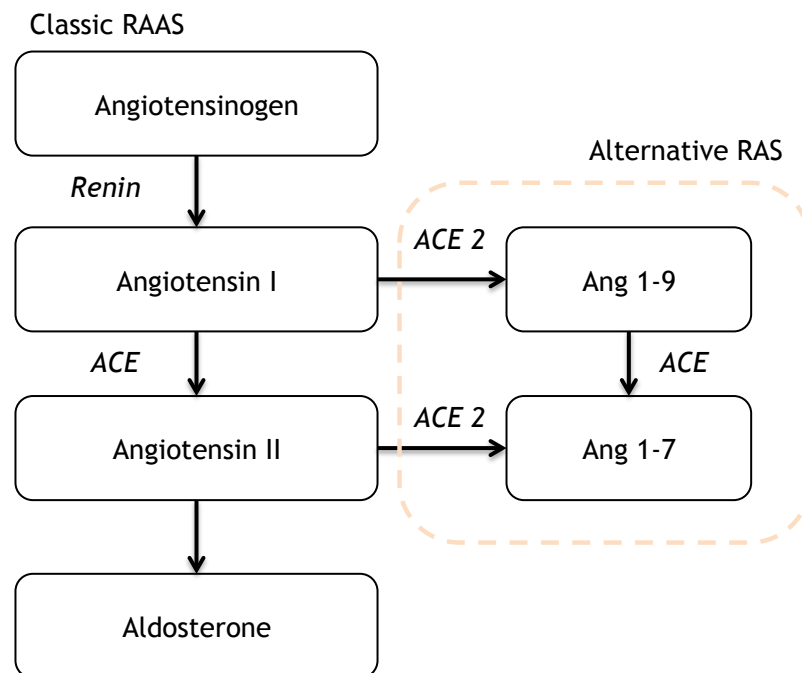 Classic RAAS
Angiotensinogen
Alternative RAS
Renin
ACE 2
Angiotensin I
Ang 1-9
ACE
ACE
ACE 2
Angiotensin II
Ang 1-7
Aldosterone